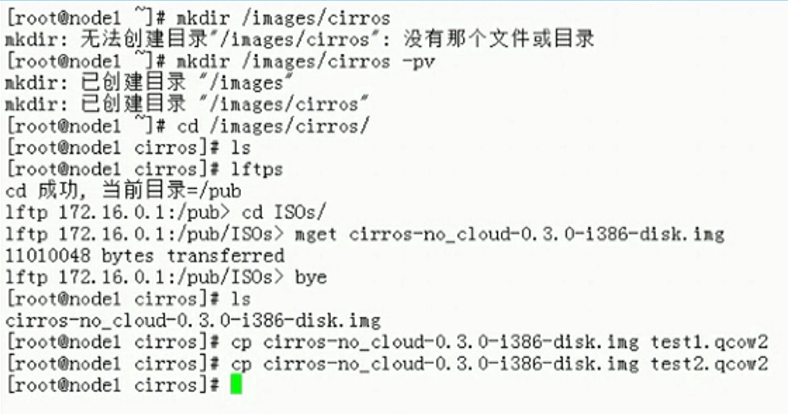 [root@node1 ~]# mkdir /images/cirros
mkdir: 无法创建目录"/images/cirros": 没有那个文件或目录
[root@node1 ~]# mkdir /images/cirros -pv
mkdir: 已创建目录 "/images"
mkdir: 已创建目录 "/images/cirros"
[root@node1 ~]# cd /images/cirros/
[root@node1 cirros]# ls
[root@node1 cirros]# lftps
cd 成功, 当前目录=/pub
lftp 172.16.0.1:/pub> cd ISOs/
lftp 172.16.0.1:/pub/ISOs> mget cirros-no_cloud-0.3.0-i386-disk.img
11010048 bytes transferred
lftp 172.16.0.1:/pub/ISOs> bye
[root@node1 cirros]# ls
cirros-no_cloud-0.3.0-i386-disk.img
[root@node1 cirros]# cp cirros-no_cloud-0.3.0-i386-disk.img test1.qcow2
[root@node1 cirros]# cp cirros-no_cloud-0.3.0-i386-disk.img test2.qcow2
[root@node1 cirros]#